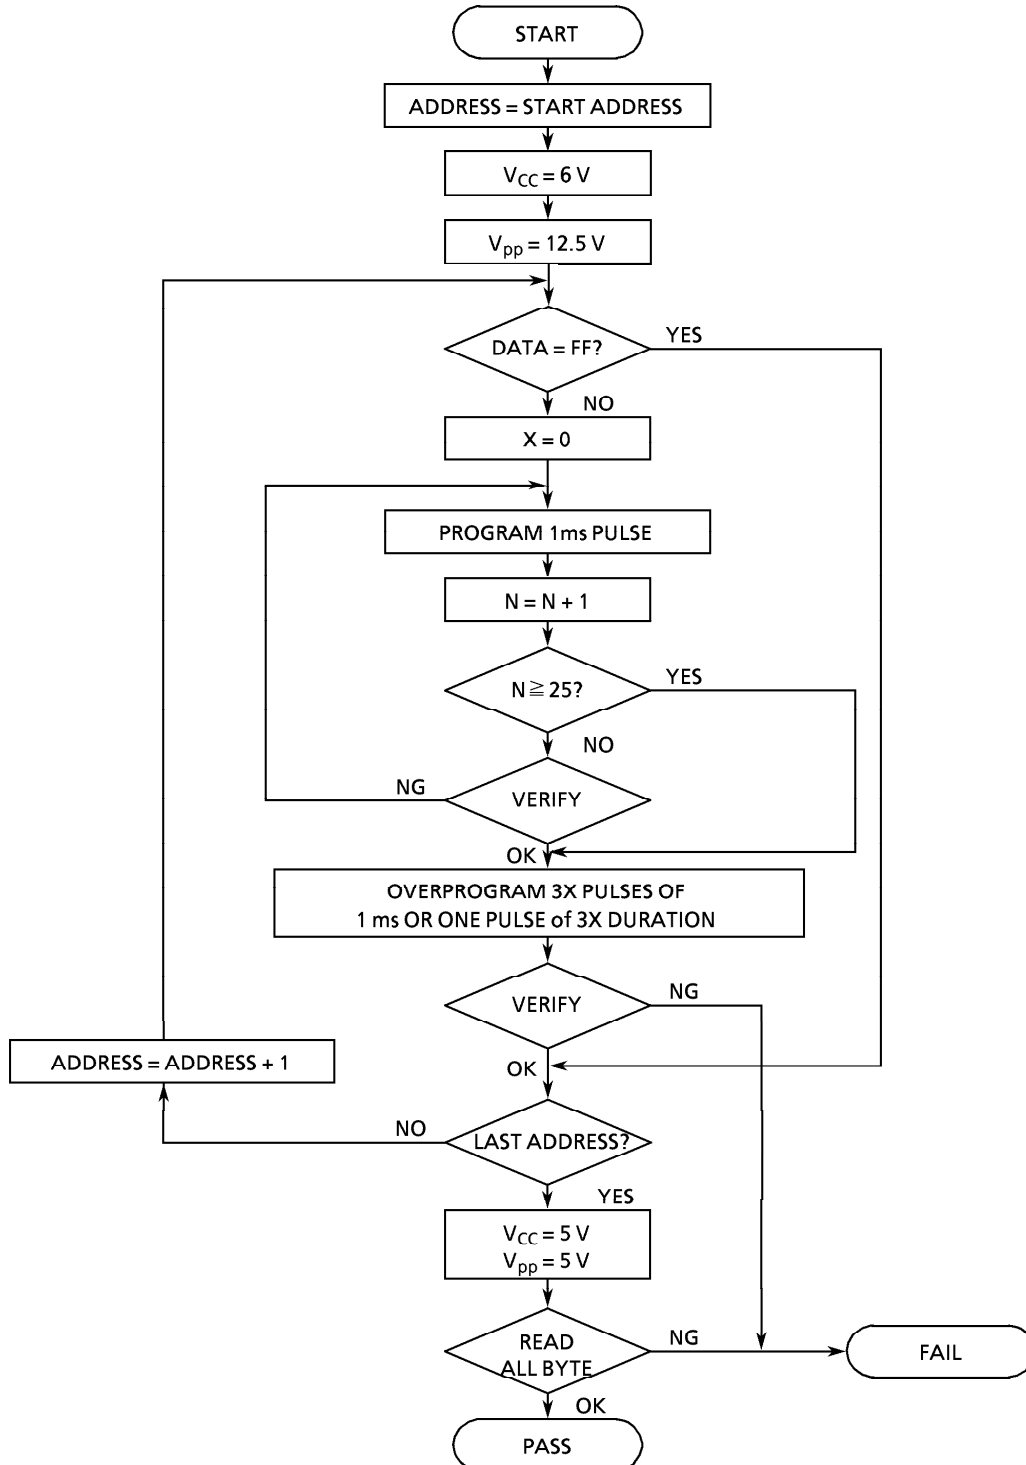 START
ADDRESS = START ADDRESS
VCC = 6 V
Vpp = 12.5 V
DATA = FF?
YES
NO
X = 0
PROGRAM 1ms PULSE
N = N + 1
N ≧ 25?
YES
NO
VERIFY
NG
OK
OVERPROGRAM 3X PULSES OF
1 ms OR ONE PULSE of 3X DURATION
VERIFY
NG
OK
ADDRESS = ADDRESS + 1
LAST ADDRESS?
NO
YES
VCC = 5 V
Vpp = 5 V
READ
ALL BYTE
NG
FAIL
OK
PASS